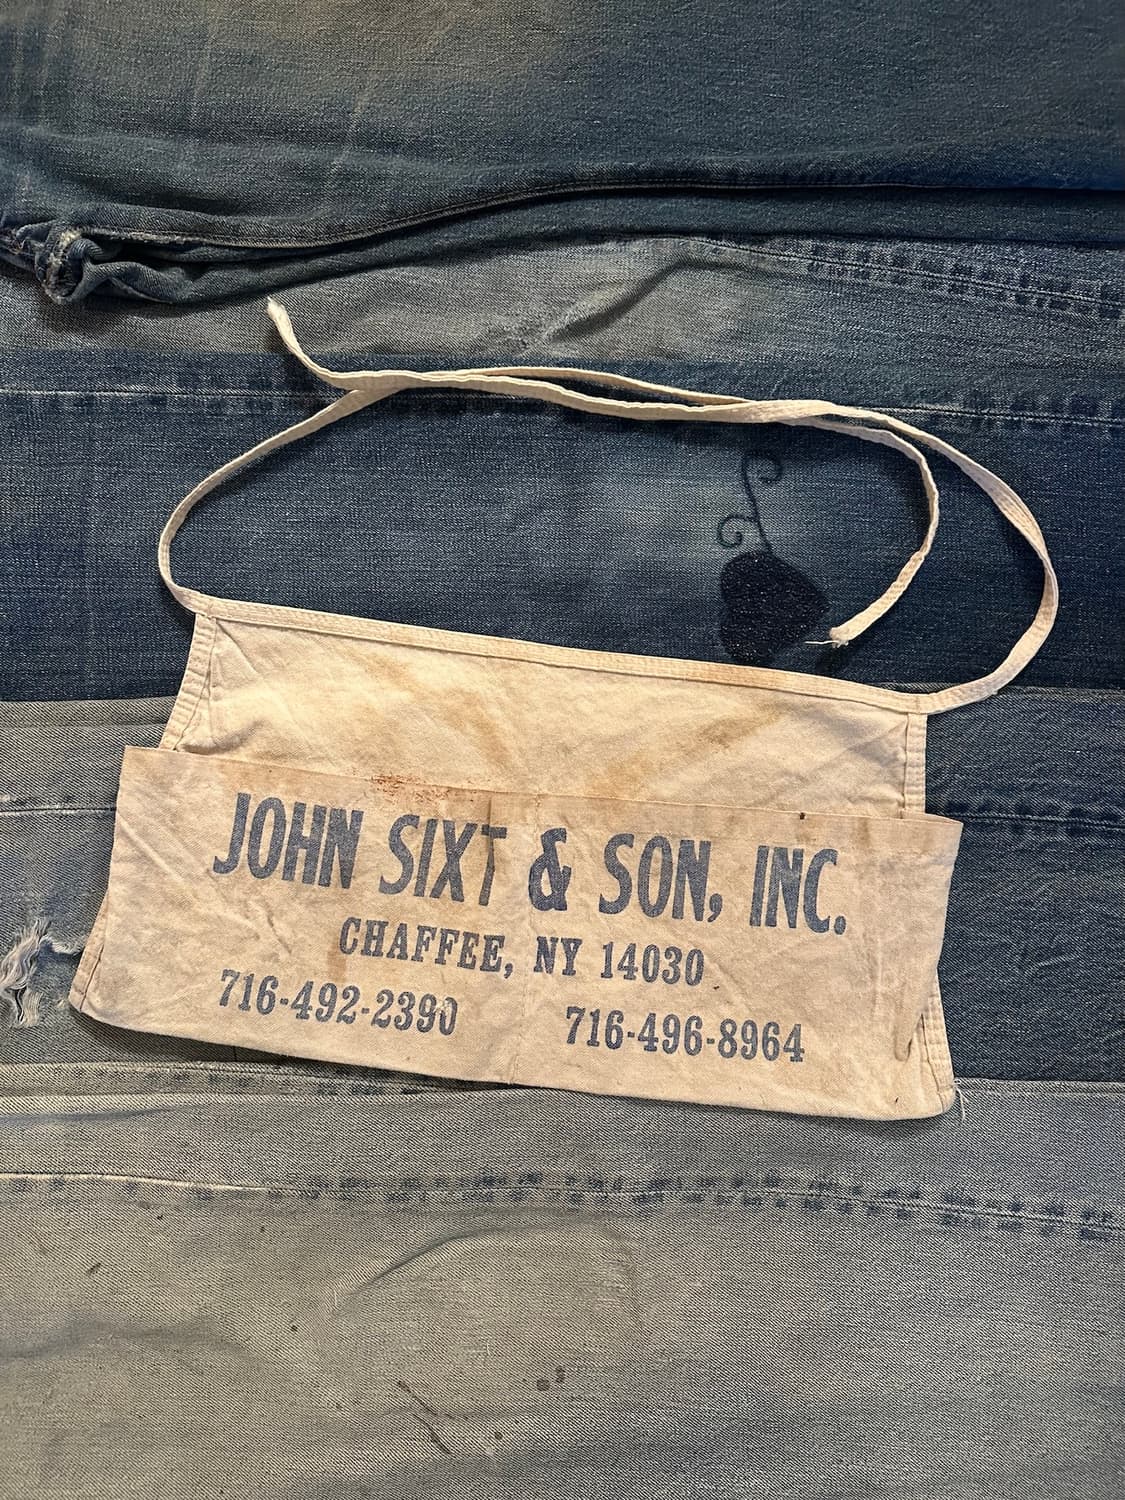 JOHN SIXT & SON, INC.
CHAFFEE, NY 14030
716-492-2390 716-496-8964